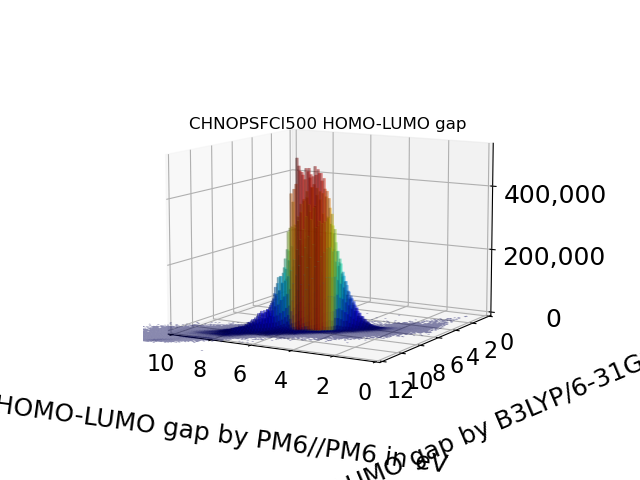 CHNOPSFCl500 HOMO-LUMO gap
400,000
200,000
0
10 8 6 4 2 0
12 10 8 6 4 2 0
HOMO-LUMO gap by PM6//PM6 in
gap by B3LYP/6-31G
eV